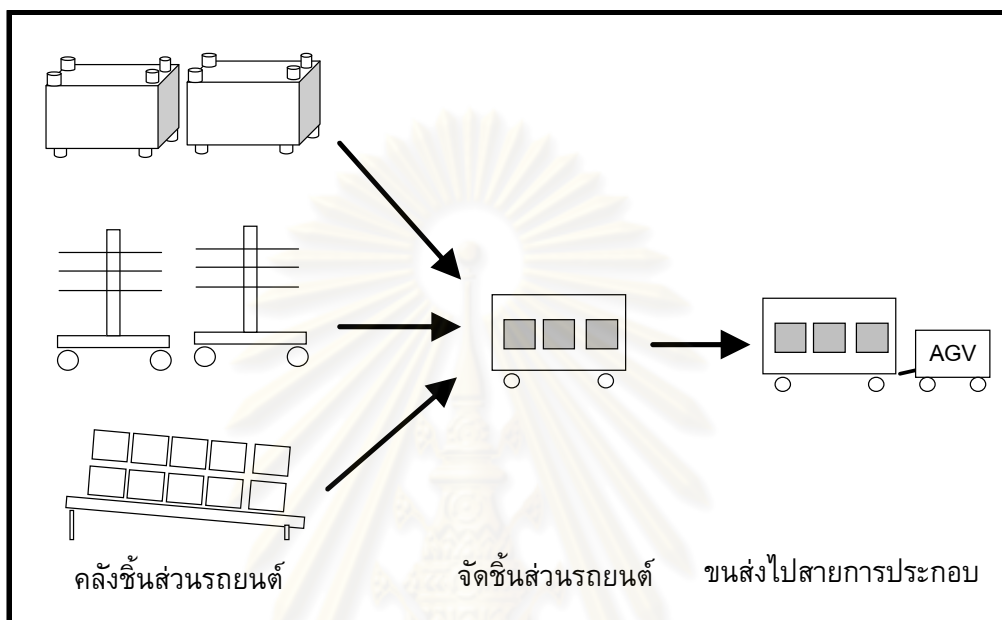 AGV
คลังชิ้นส่วนรถยนต์
จัดชิ้นส่วนรถยนต์
ขนส่งไปสายการประกอบ